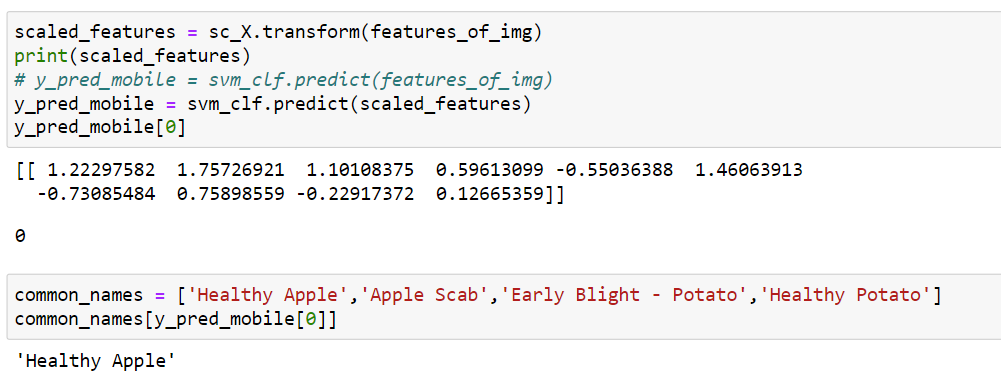 scaled_features = sc_X.transform(features_of_img)
print(scaled_features)
# y_pred_mobile = svm_clf.predict(features_of_img)
y_pred_mobile = svm_clf.predict(scaled_features)
y_pred_mobile[0]
[[ 1.22297582  1.75726921  1.10108375  0.59613099 -0.55036388  1.46063913
  -0.73085484  0.75898559 -0.22917372  0.12665359]]
0
common_names = ['Healthy Apple','Apple Scab','Early Blight - Potato','Healthy Potato']
common_names[y_pred_mobile[0]]
'Healthy Apple'